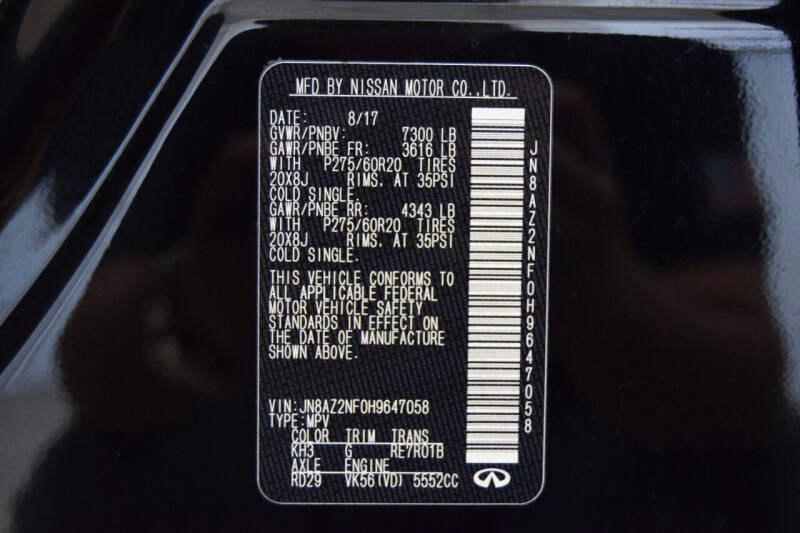 MFD BY NISSAN MOTOR CO.,LTD.
DATE: 8/17
GVWR/PNBV: 7300 LB
GAWR/PNBE FR: 3616 LB
WITH P275/60R20 TIRES
20X8J RIMS. AT 35PSI
COLD SINGLE.
GAWR/PNBE RR: 4343 LB
WITH P275/60R20 TIRES
20X8J RIMS. AT 35PSI
COLD SINGLE.
THIS VEHICLE CONFORMS TO
ALL APPLICABLE FEDERAL
MOTOR VEHICLE SAFETY
STANDARDS IN EFFECT ON
THE DATE OF MANUFACTURE
SHOWN ABOVE.
VIN: JN8AZ2NF0H9647058
TYPE: MPV
COLOR TRIM TRANS
KH3 G RE7R01B
AXLE ENGINE
RD29 VK56(VD) 5552CC
JN8AZ2NF0H9647058